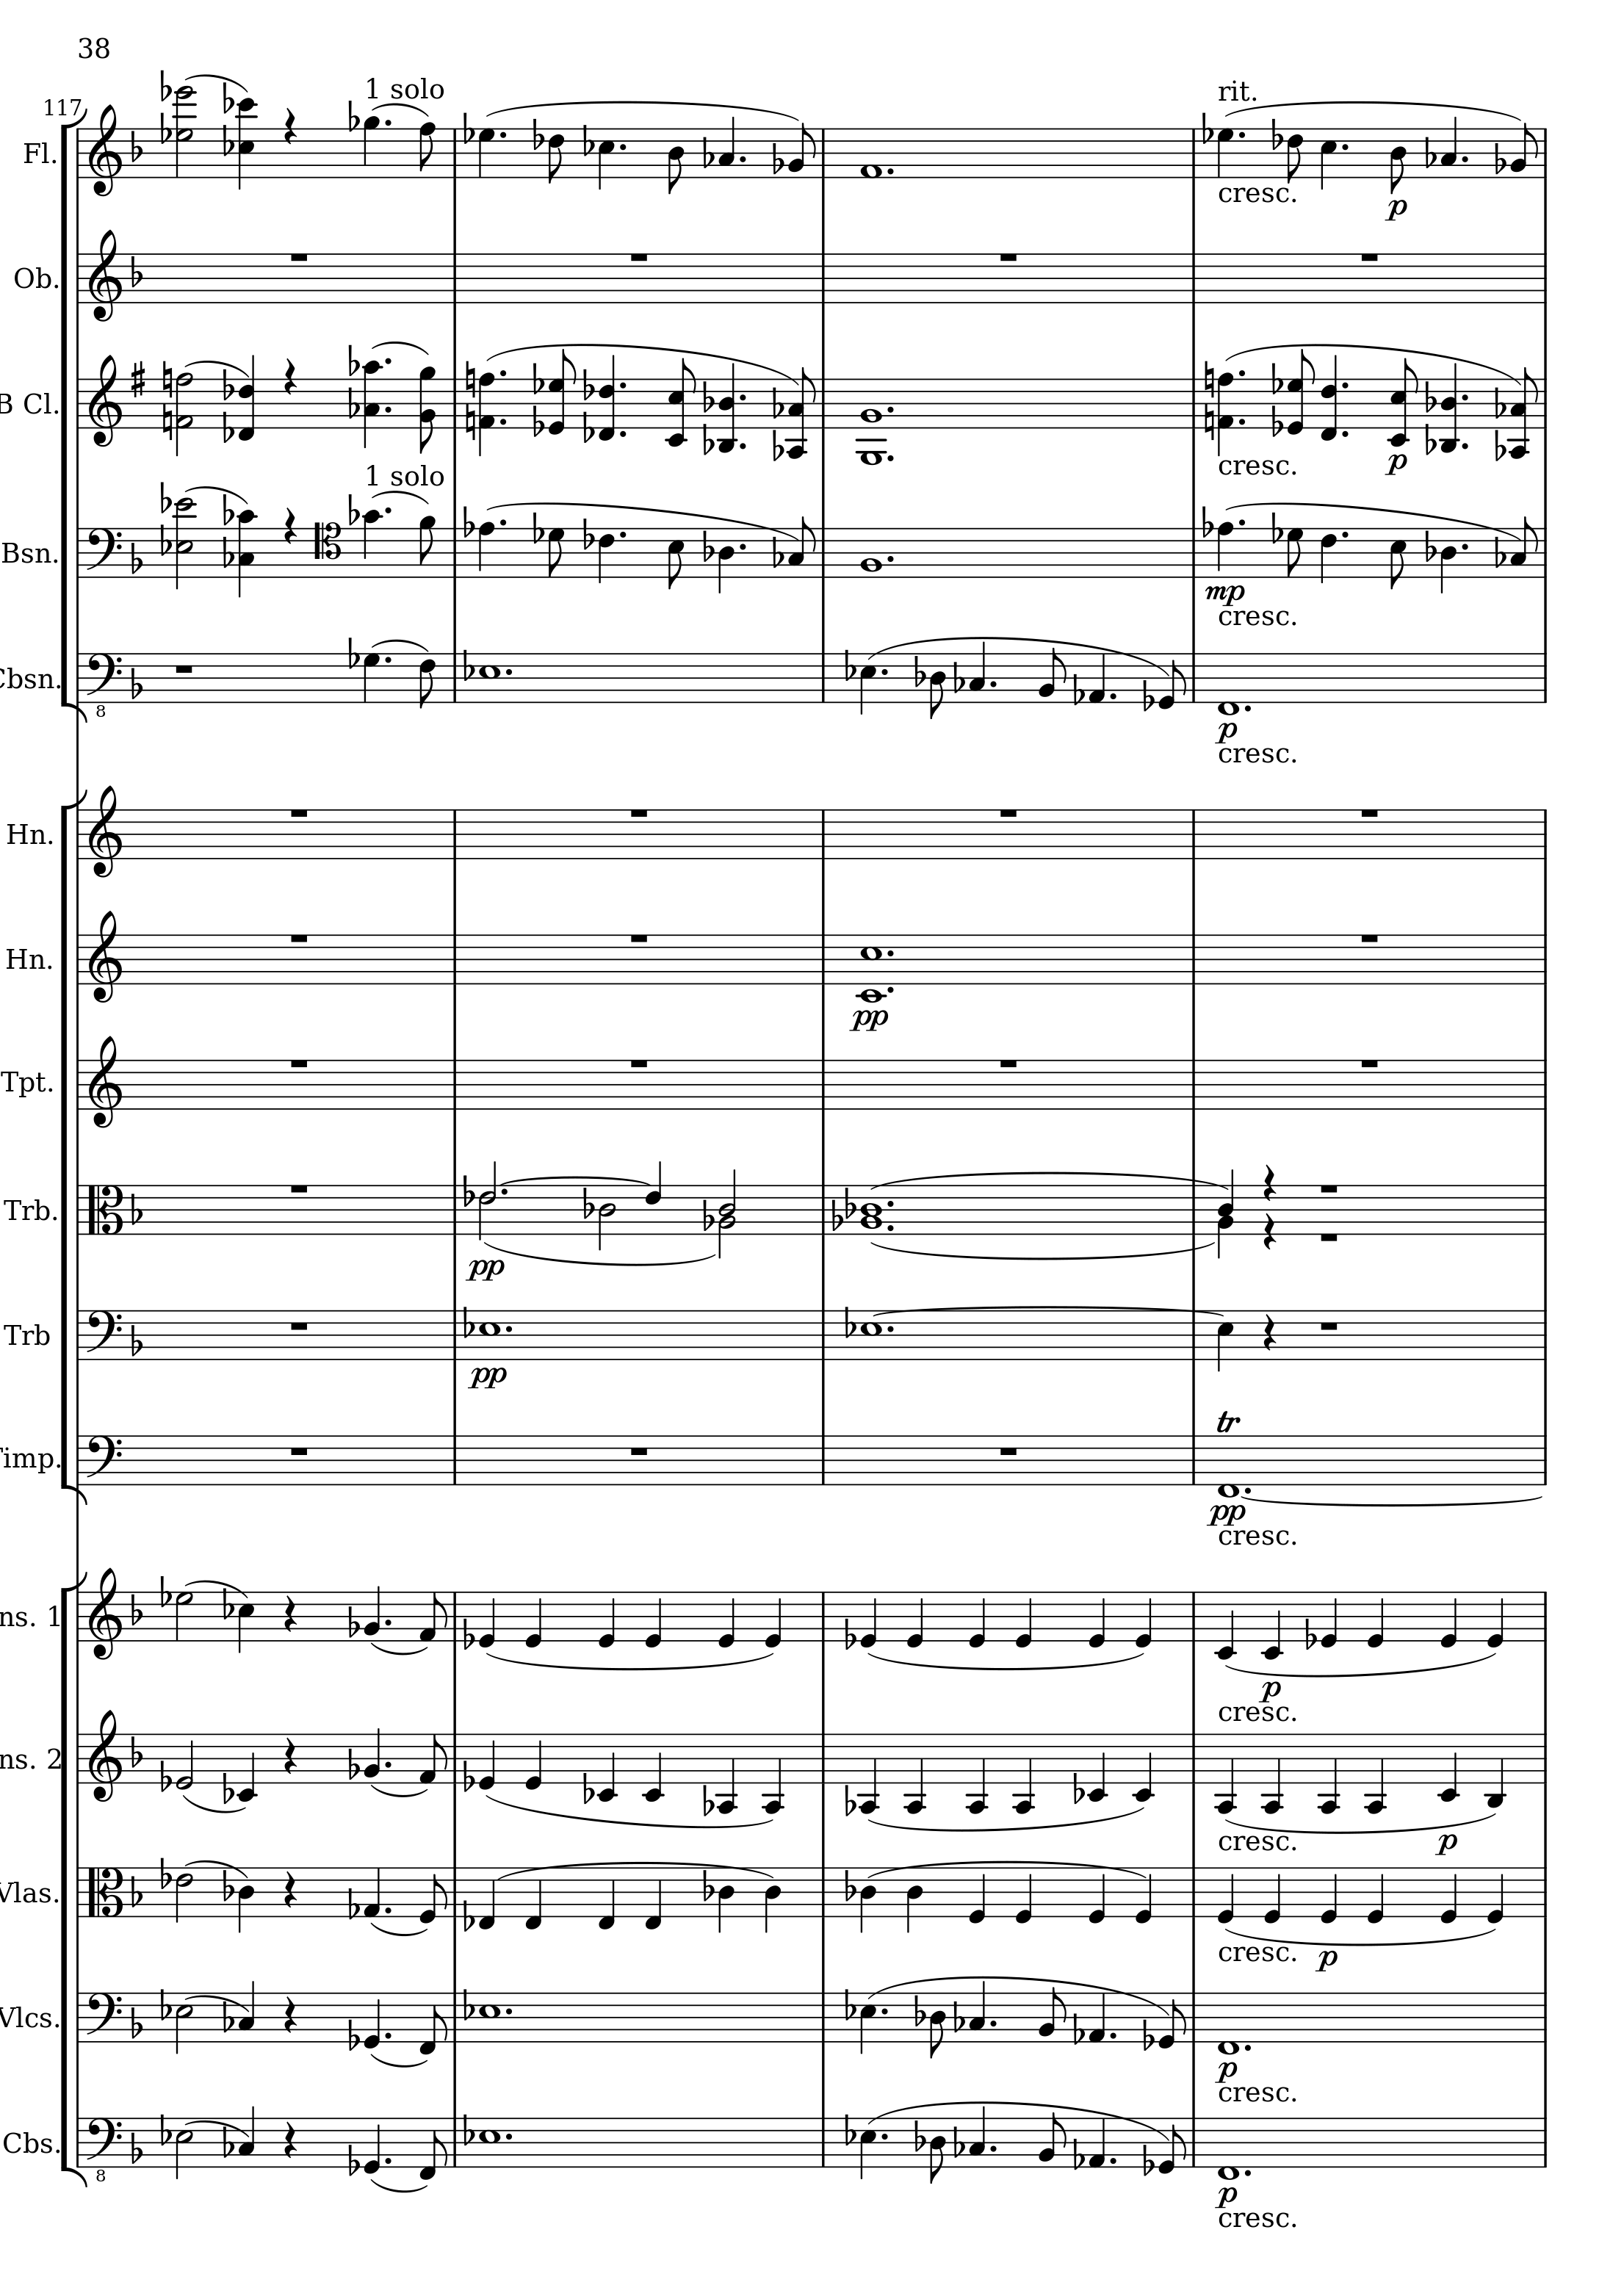 38
117
1 solo
rit.
Fl.
cresc.
p
Ob.
B Cl.
cresc.
p
1 solo
Bsn.
mp
cresc.
Cbsn.
8
p
cresc.
Hn.
Hn.
pp
Tpt.
Trb.
pp
Trb
pp
tr
Timp.
pp
cresc.
ns. 1
p
cresc.
ns. 2
cresc.
p
Vlas.
cresc.
p
Vlcs.
p
cresc.
Cbs.
8
p
cresc.